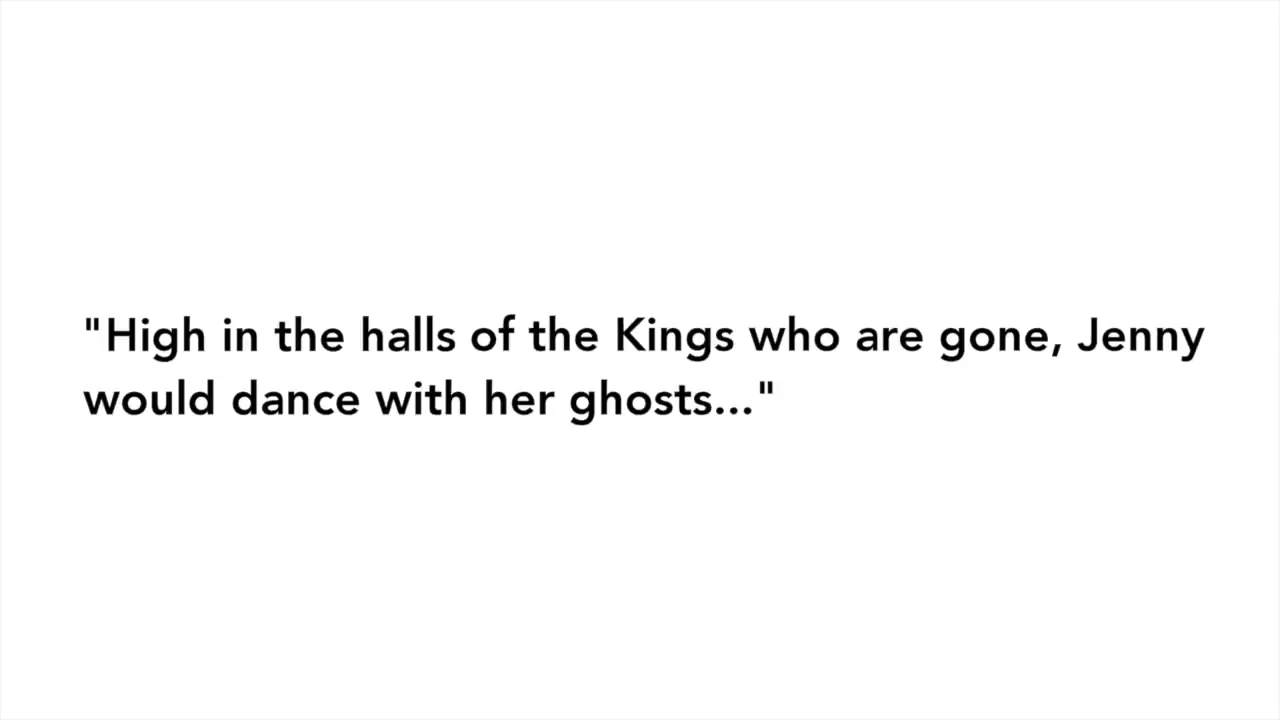 "High in the halls of the Kings who are gone, Jenny
would dance with her ghosts..."